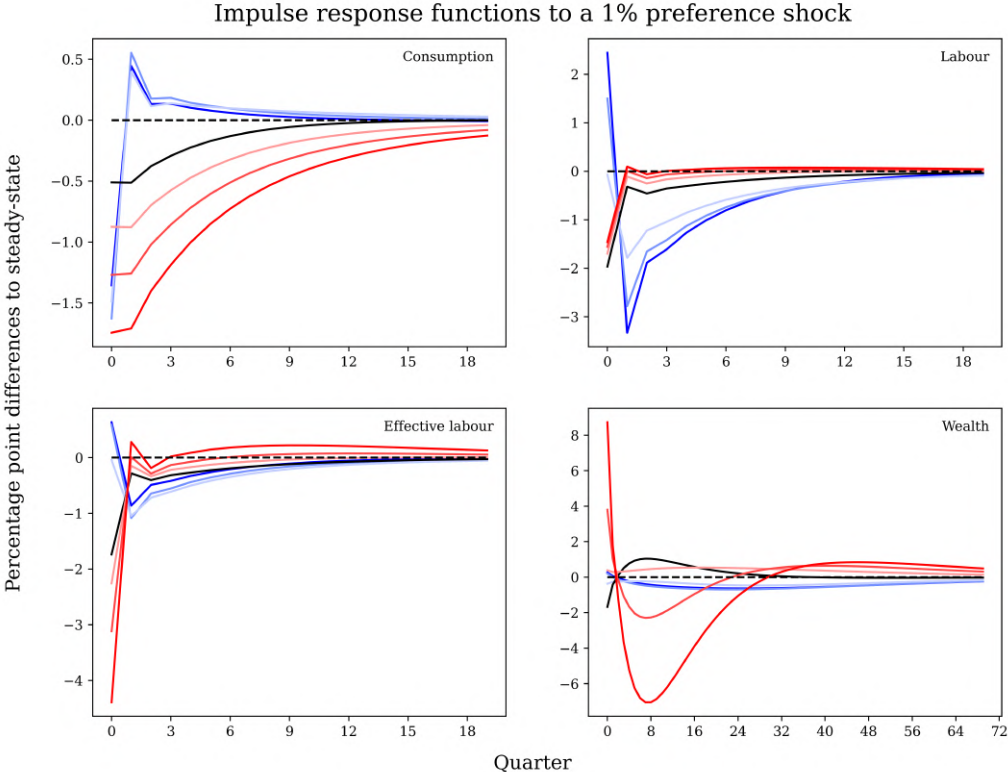 Impulse response functions to a 1% preference shock
Percentage point differences to steady-state
Consumption
0.5
0.0
−0.5
−1.0
−1.5
0 3 6 9 12 15 18
Labour
2
1
0
−1
−2
−3
0 3 6 9 12 15 18
Effective labour
0
−1
−2
−3
−4
0 3 6 9 12 15 18
Wealth
8
6
4
2
0
−2
−4
−6
0 8 16 24 32 40 48 56 64 72
Quarter